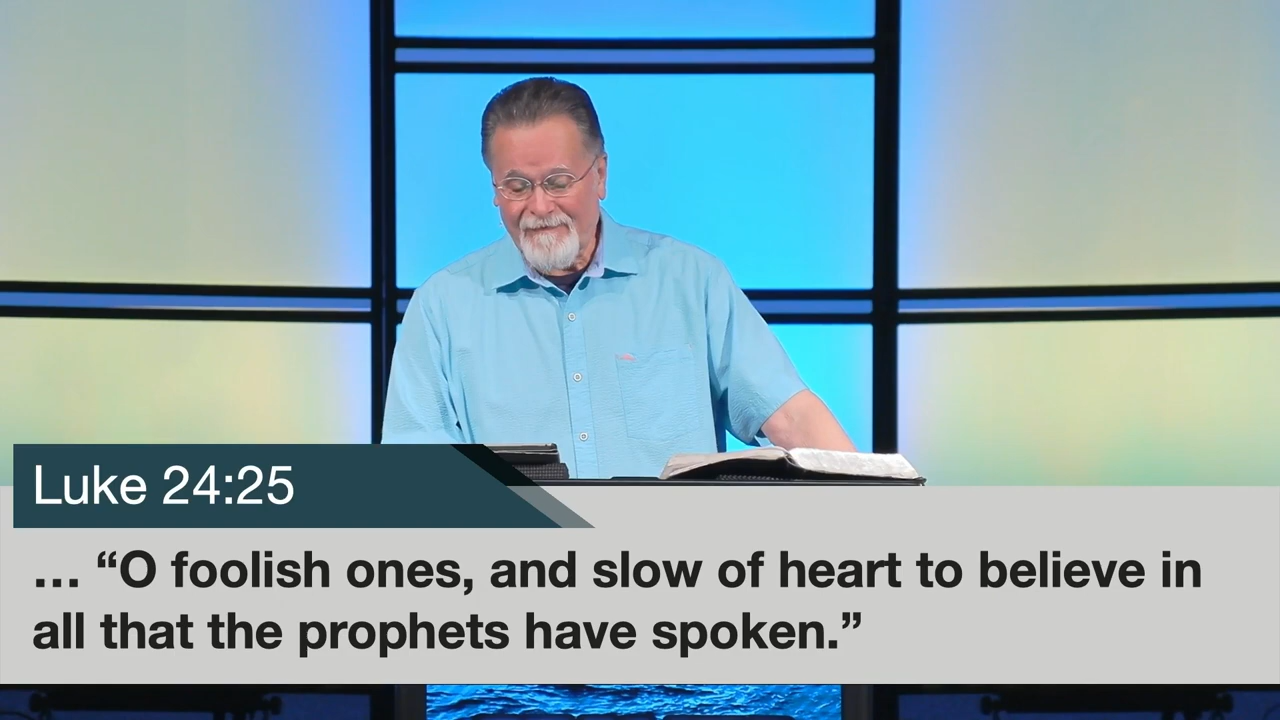 Luke 24:25
… “O foolish ones, and slow of heart to believe in
all that the prophets have spoken.”